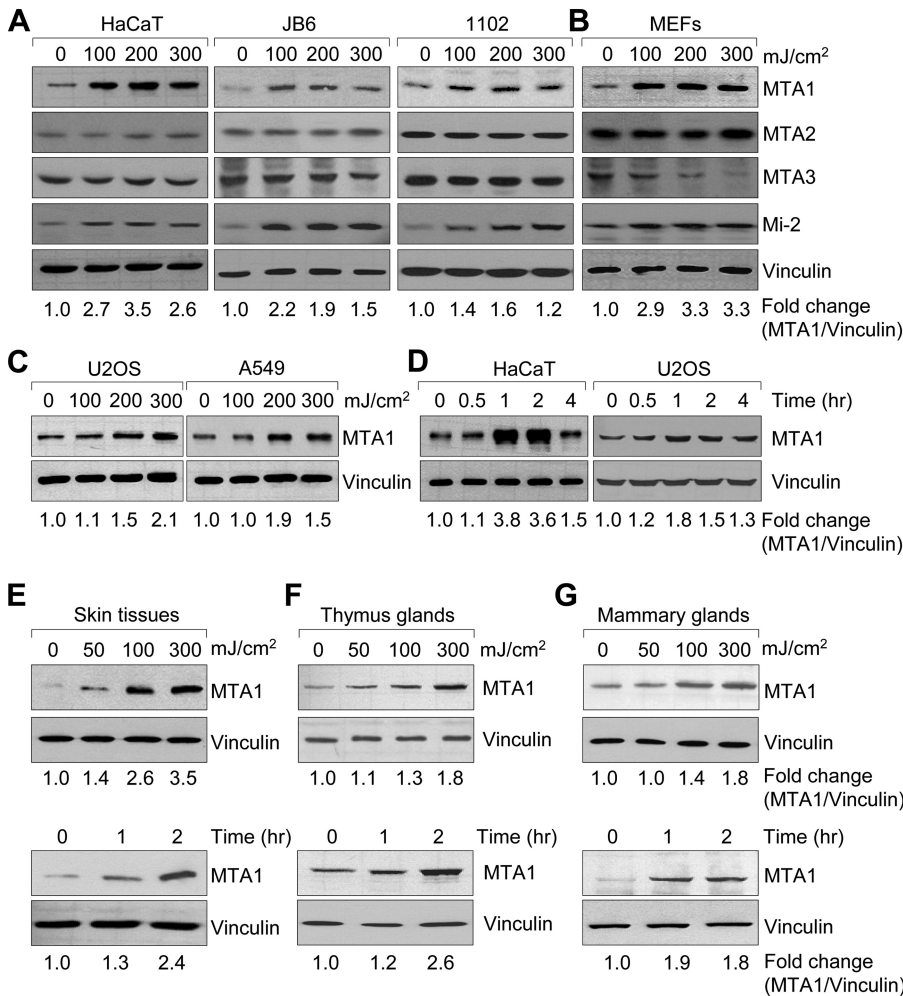 A HaCaT JB6 1102 B MEFs
0 100 200 300 0 100 200 300 0 100 200 300 0 100 200 300 mJ/cm²
MTA1
MTA2
MTA3
Mi-2
Vinculin
1.0 2.7 3.5 2.6 1.0 2.2 1.9 1.5 1.0 1.4 1.6 1.2 1.0 2.9 3.3 3.3 Fold change
(MTA1/Vinculin)
C U2OS A549
0 100 200 300 0 100 200 300 mJ/cm²
MTA1
Vinculin
1.0 1.1 1.5 2.1 1.0 1.0 1.9 1.5
D HaCaT U2OS
0 0.5 1 2 4 0 0.5 1 2 4 Time (hr)
MTA1
Vinculin
1.0 1.1 3.8 3.6 1.5 1.0 1.2 1.8 1.5 1.3 Fold change
(MTA1/Vinculin)
E Skin tissues
0 50 100 300 mJ/cm²
MTA1
Vinculin
1.0 1.4 2.6 3.5
0 1 2 Time (hr)
MTA1
Vinculin
1.0 1.3 2.4
F Thymus glands
0 50 100 300 mJ/cm²
MTA1
Vinculin
1.0 1.1 1.3 1.8
0 1 2 Time (hr)
MTA1
Vinculin
1.0 1.2 2.6
G Mammary glands
0 50 100 300 mJ/cm²
MTA1
Vinculin
1.0 1.0 1.4 1.8 Fold change
(MTA1/Vinculin)
0 1 2 Time (hr)
MTA1
Vinculin
1.0 1.9 1.8 Fold change
(MTA1/Vinculin)